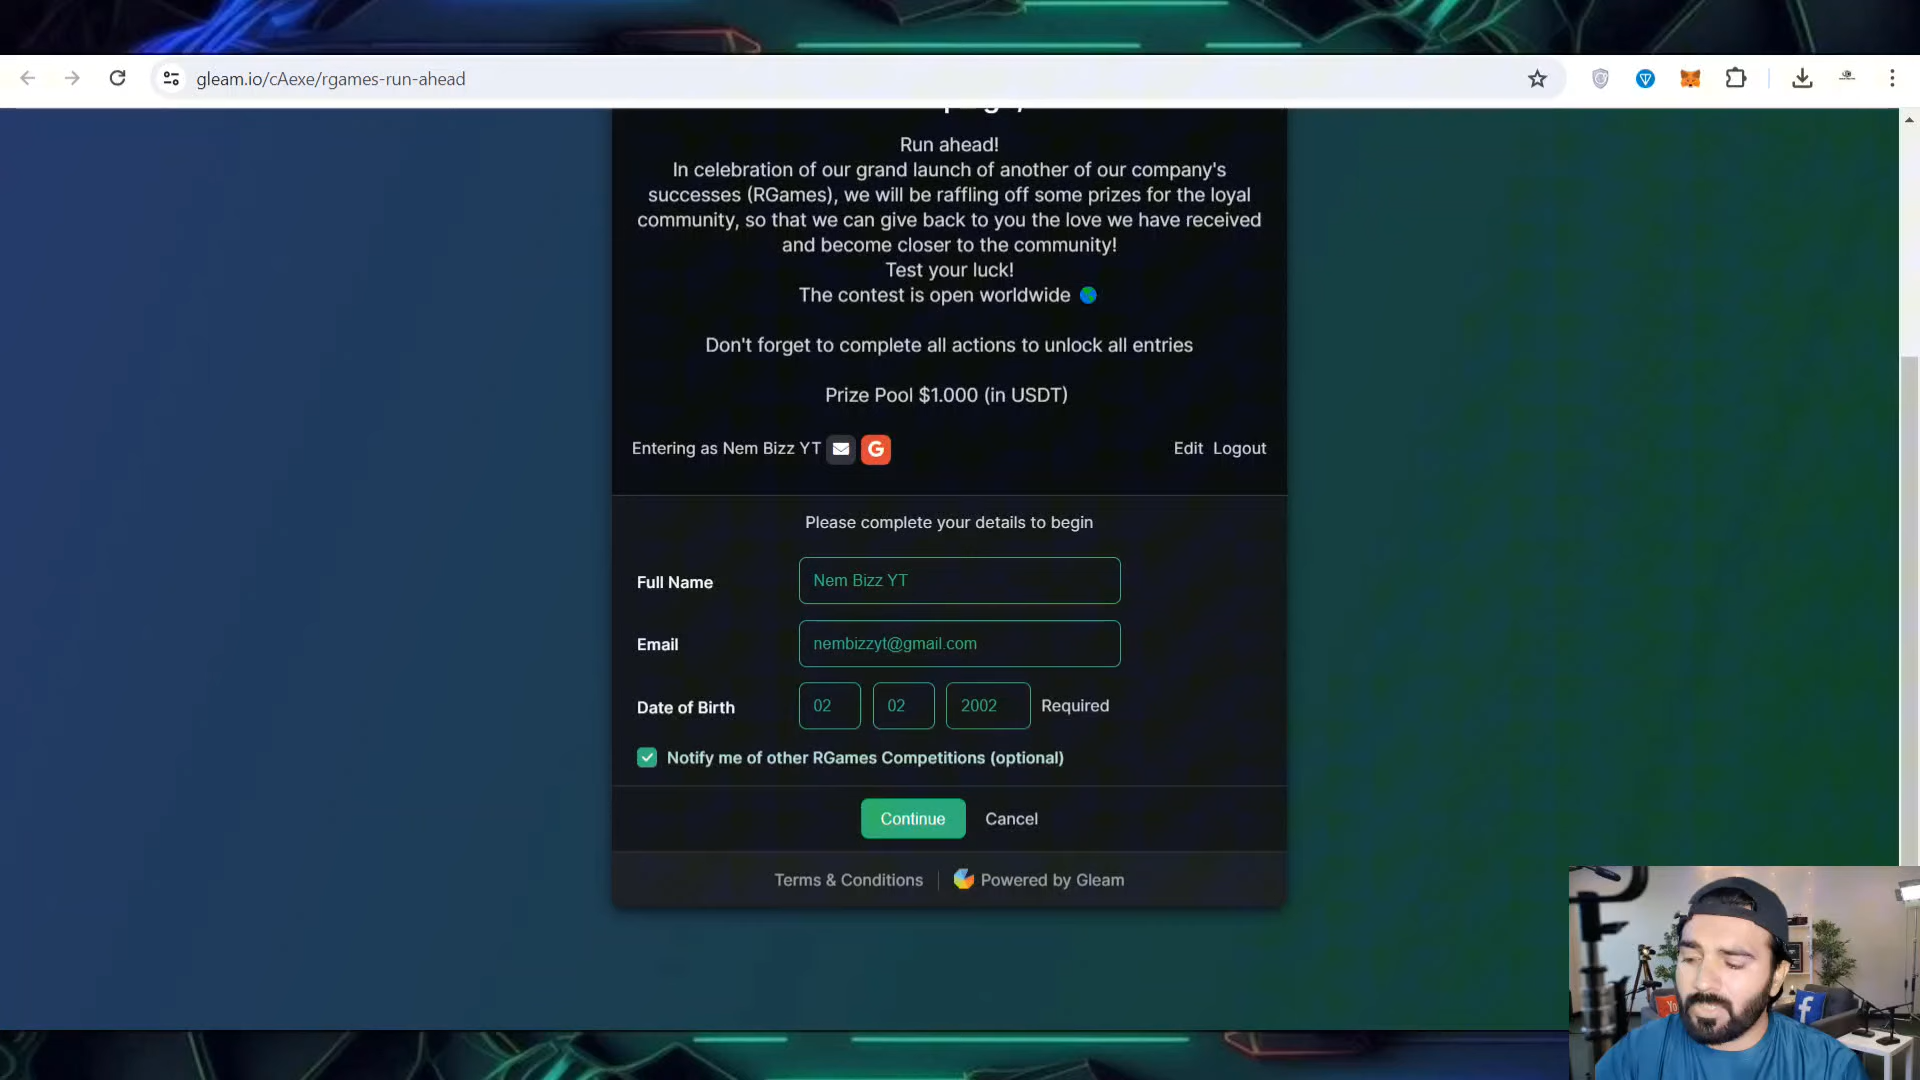 gleam.io/cAexe/rgames-run-ahead
Run ahead!
In celebration of our grand launch of another of our company's
successes (RGames), we will be raffling off some prizes for the loyal
community, so that we can give back to you the love we have received
and become closer to the community!
Test your luck!
The contest is open worldwide
Don't forget to complete all actions to unlock all entries
Prize Pool $1.000 (in USDT)
Entering as Nem Bizz YT G Edit Logout
Please complete your details to begin
Full Name Nem Bizz YT
Email nembizzyt@gmail.com
Date of Birth 02 02 2002 Required
Notify me of other RGames Competitions (optional)
Continue Cancel
Terms & Conditions Powered by Gleam